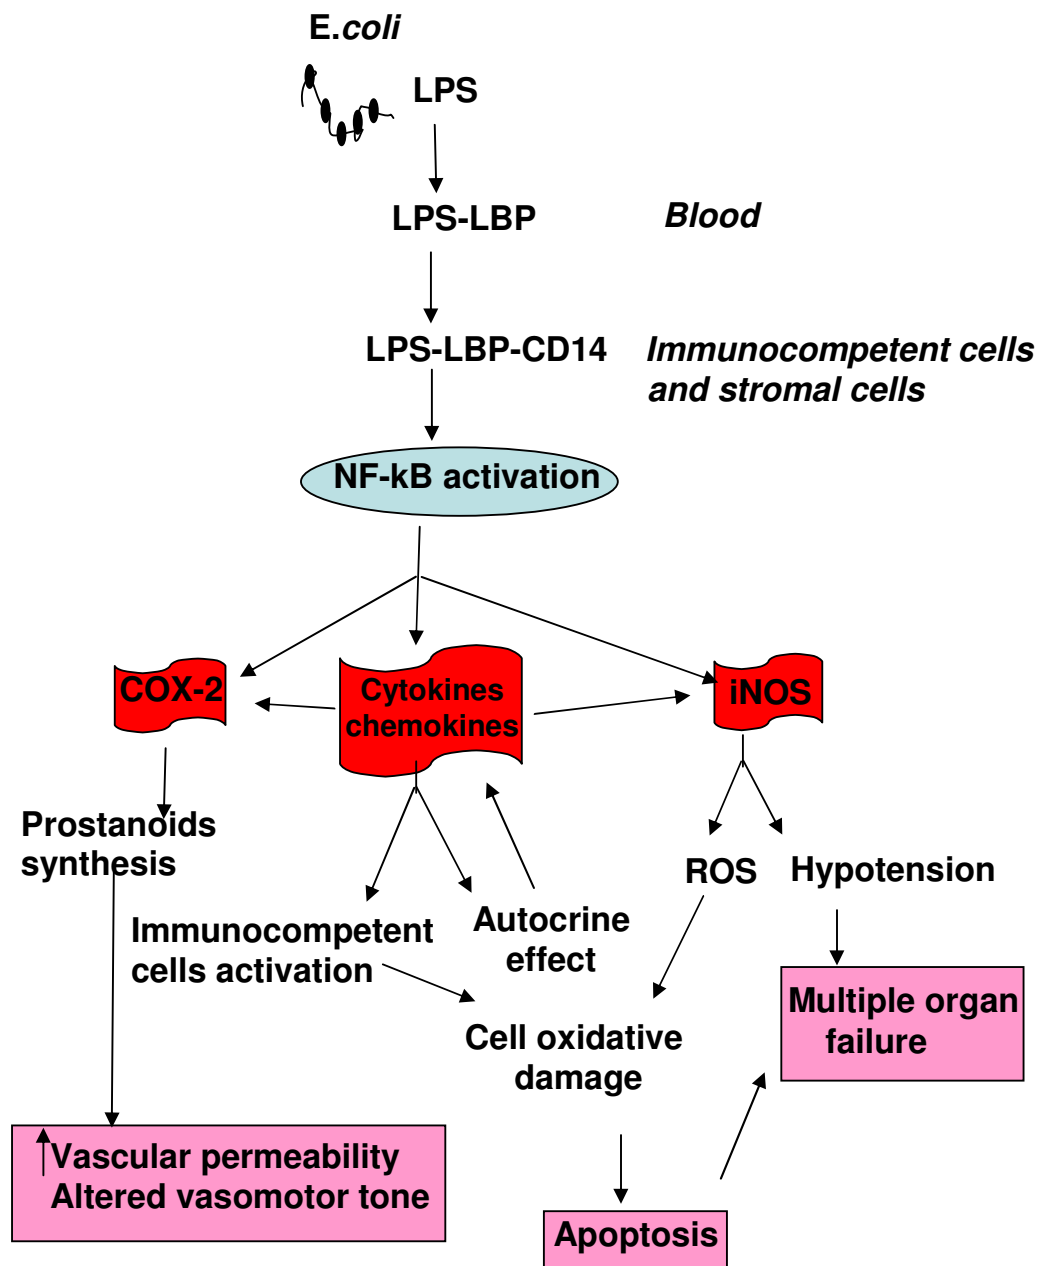 E.coli
LPS
LPS-LBP
Blood
LPS-LBP-CD14
Immunocompetent cells
and stromal cells
NF-kB activation
COX-2
Cytokines
chemokines
iNOS
Prostanoids
synthesis
ROS
Hypotension
Immunocompetent
cells activation
Autocrine
effect
Multiple organ
failure
Cell oxidative
damage
Vascular permeability
Altered vasomotor tone
Apoptosis